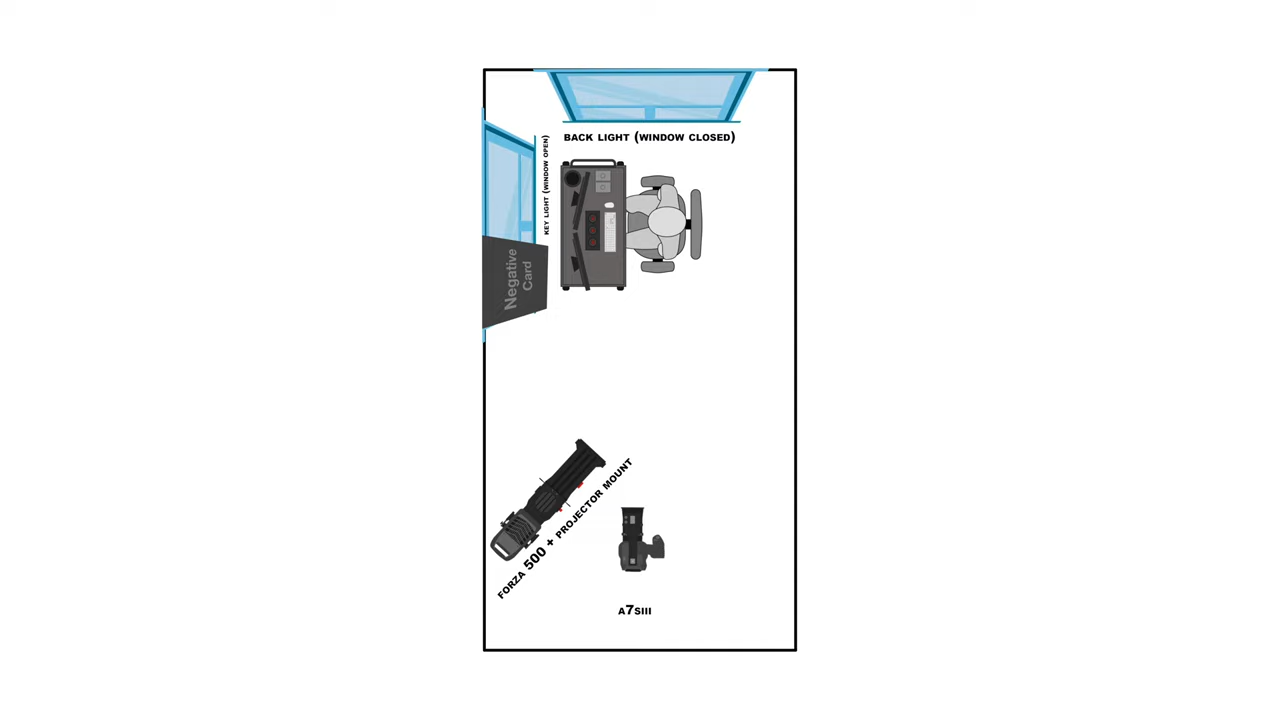 BACK LIGHT (WINDOW CLOSED)
KEY LIGHT (WINDOW OPEN)
Negative
Card
FORZA 500 + PROJECTOR MOUNT
A7SIII